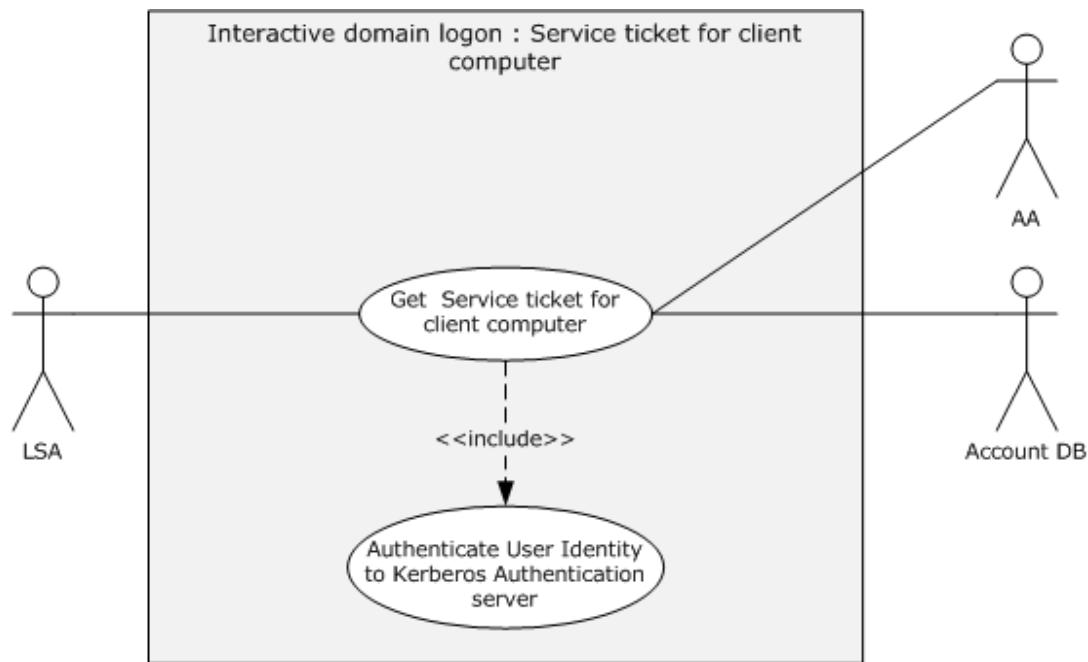 Interactive domain logon : Service ticket for client
computer
AA
Get Service ticket for
client computer
LSA
<<include>>
Account DB
Authenticate User Identity
to Kerberos Authentication
server